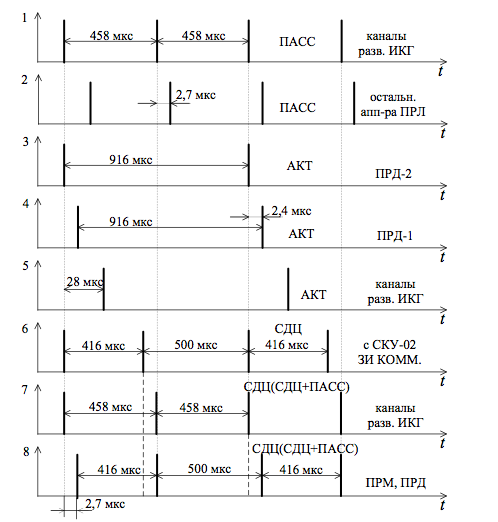 1
458 мкс
458 мкс
ПАСС
каналы
разв. ИКГ
t
2
2,7 мкс
ПАСС
остальн.
апп-ра ПРЛ
t
3
916 мкс
АКТ
ПРД-2
t
4
916 мкс
2,4 мкс
АКТ
ПРД-1
t
5
28 мкс
АКТ
каналы
разв. ИКГ
t
6
416 мкс
500 мкс
СДЦ
416 мкс
с СКУ-02
ЗИ КОММ.
t
7
458 мкс
458 мкс
СДЦ(СДЦ+ПАСС)
каналы
разв. ИКГ
t
8
416 мкс
500 мкс
СДЦ(СДЦ+ПАСС)
416 мкс
ПРМ, ПРД
t
2,7 мкс